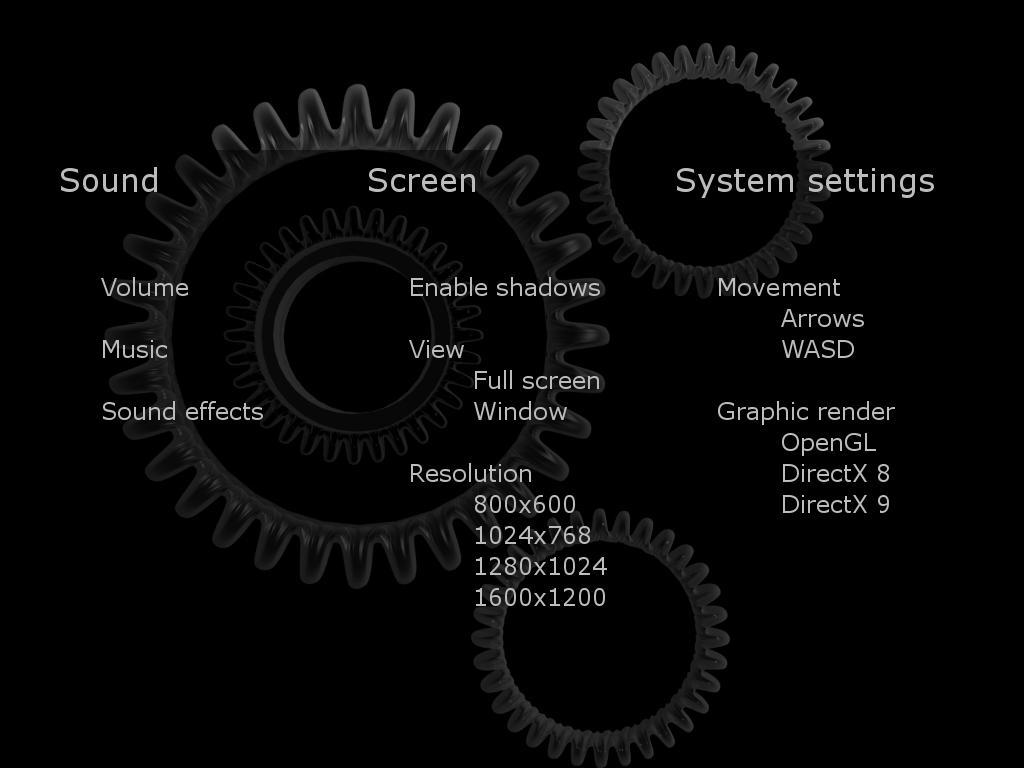 Sound
Volume
Music
Sound effects
Screen
Enable shadows
View
Full screen
Window
Resolution
800x600
1024x768
1280x1024
1600x1200
System settings
Movement
Arrows
WASD
Graphic render
OpenGL
DirectX 8
DirectX 9